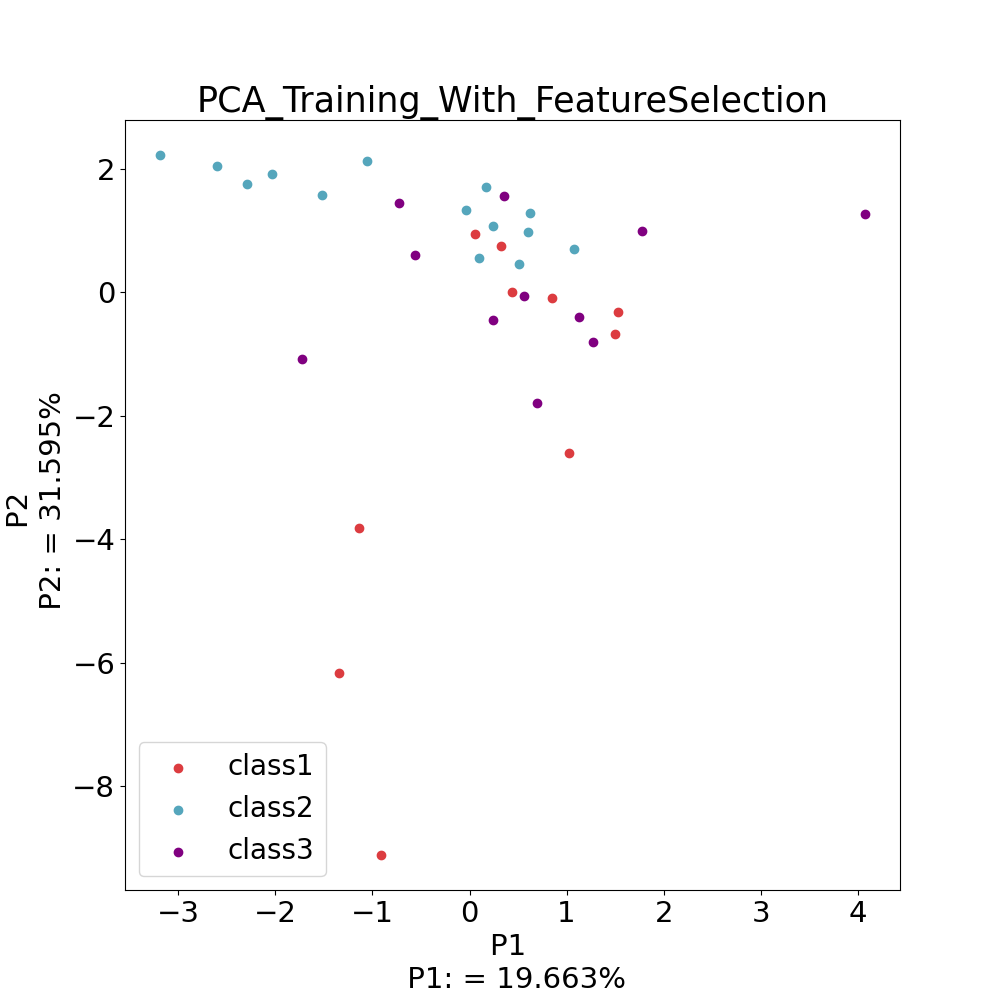 PCA_Training_With_FeatureSelection
2
0
−2
−4
−6
−8
P2
P2: = 31.595%
class1
class2
class3
−3 −2 −1 0 1 2 3 4
P1
P1: = 19.663%